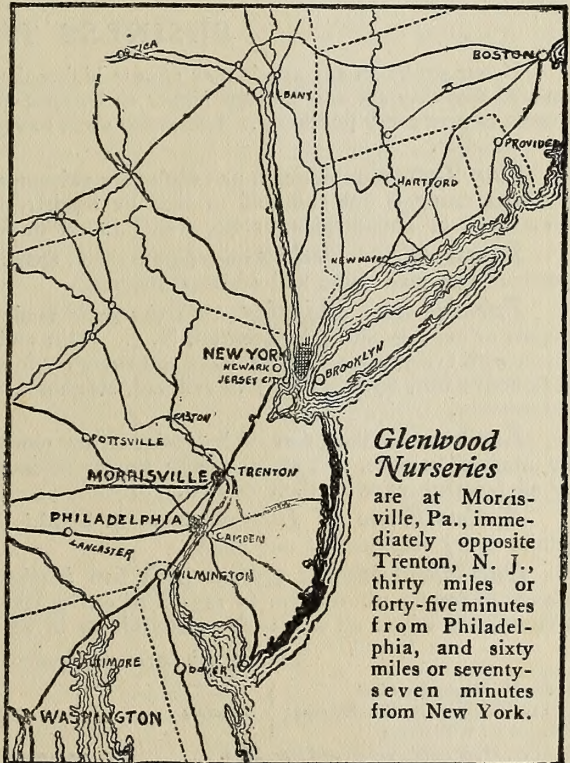 UTICA
BOSTON
ALBANY
PROVIDE
HARTFORD
NEW HAVEN
NEW YORK
NEWARK
JERSEY CITY
BROOKLYN
EASTON
POTTSVILLE
MORRISVILLE
TRENTON
PHILADELPHIA
CAMDEN
LANCASTER
WILMINGTON
BALTIMORE
DOVER
WASHINGTON
Glenwood
Nurseries
are at Morris-
ville, Pa., imme-
diately opposite
Trenton, N. J.,
thirty miles or
forty-five minutes
from Philadel-
phia, and sixty
miles or seventy-
seven minutes
from New York.